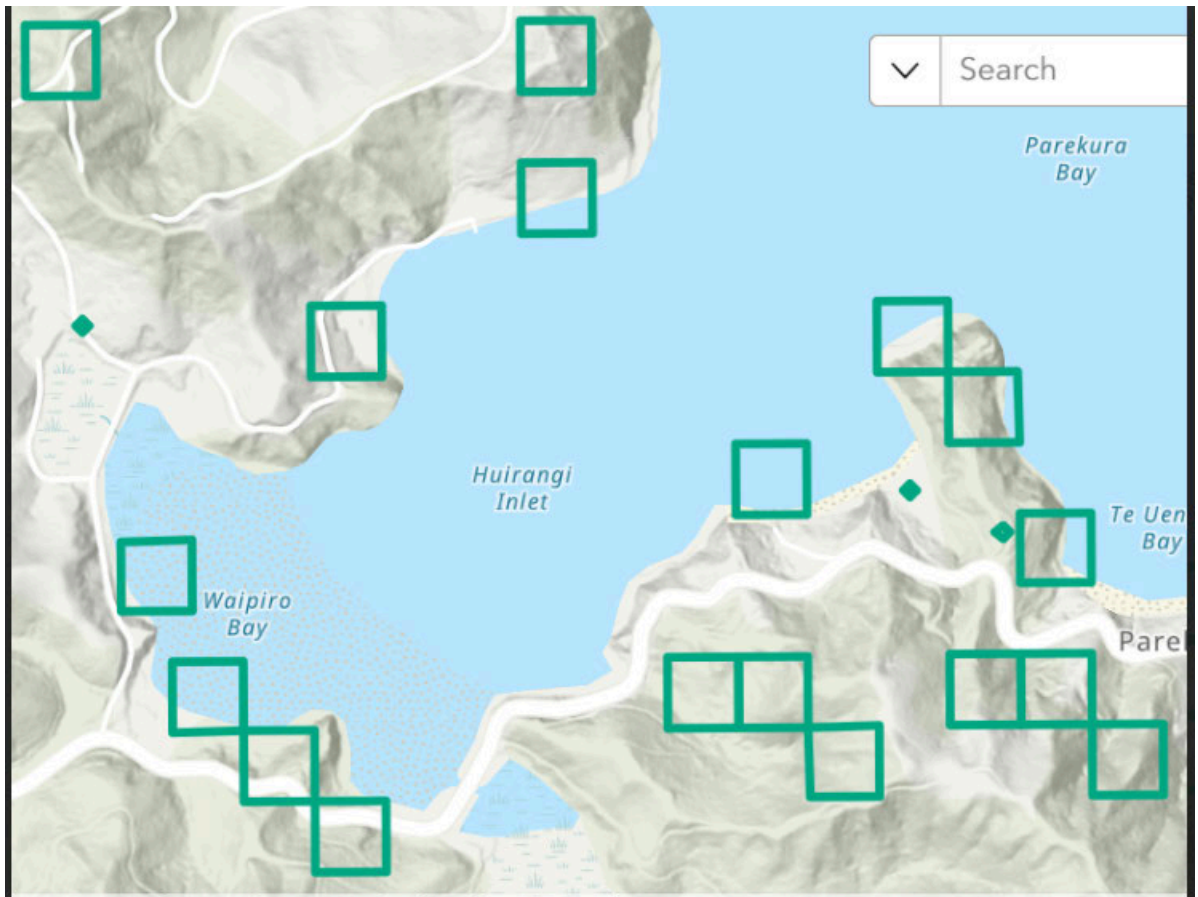 Search
Parekura
Bay
Huirangi
Inlet
Te Uen
Bay
Waipiro
Bay
Parel